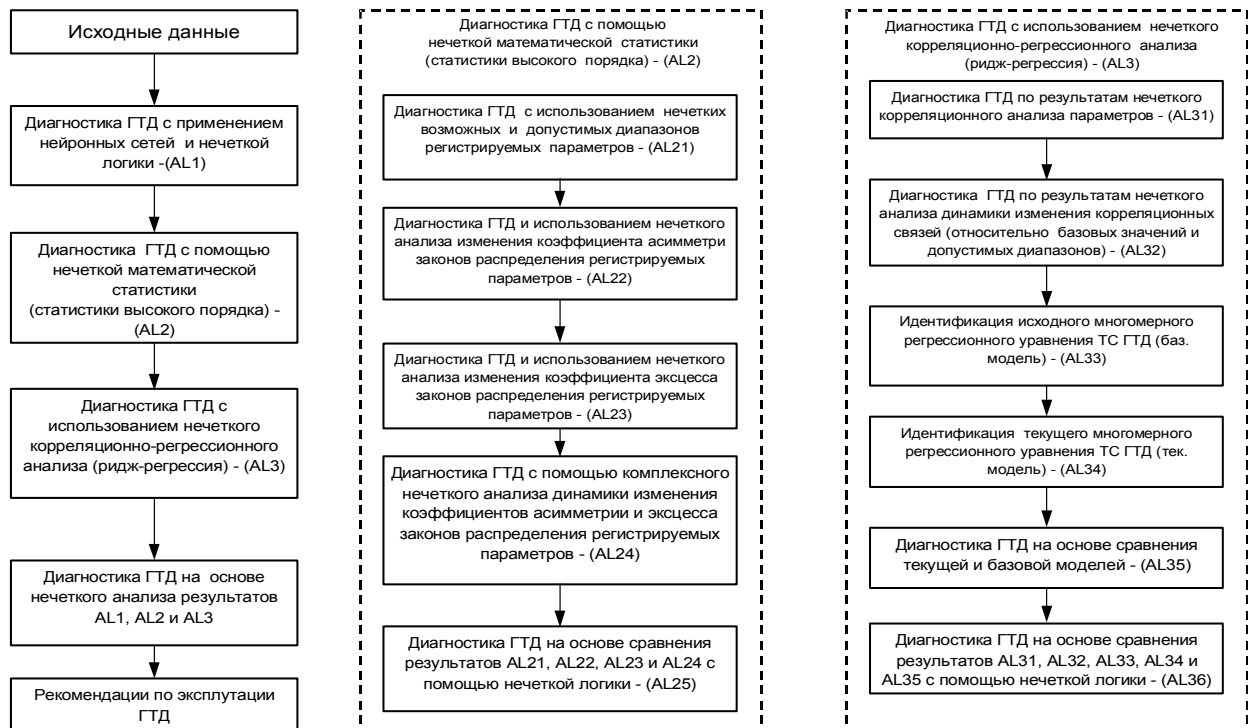 Исходные данные
Диагностика ГТД с применением
нейронных сетей и нечеткой
логики -(AL1)
Диагностика ГТД с помощью
нечеткой математической
статистики
(статистики высокого порядка) -
(AL2)
Диагностика ГТД с
использованием нечеткого
корреляционно-регрессионного
анализа (ридж-регрессия) - (AL3)
Диагностика ГТД на основе
нечеткого анализа результатов
AL1, AL2 и AL3
Рекомендации по эксплутации
ГТД
Диагностика ГТД с помощью
нечеткой математической статистики
(статистики высокого порядка) - (AL2)
Диагностика ГТД с использованием нечетких
возможных и допустимых диапазонов
регистрируемых параметров - (AL21)
Диагностика ГТД и использованием нечеткого
анализа изменения коэффициента асимметри
законов распределения регистрируемых
параметров - (AL22)
Диагностика ГТД и использованием нечеткого
анализа изменения коэффициента эксцесса
законов распределения регистрируемых
параметров - (AL23)
Диагностика ГТД с помощью комплексного
нечеткого анализа динамики изменения
коэффициентов асимметрии и эксцесса
законов распределения регистрируемых
параметров - (AL24)
Диагностика ГТД на основе сравнения
результатов AL21, AL22, AL23 и AL24 с
помощью нечеткой логики - (AL25)
Диагностика ГТД с использованием нечеткого
корреляционно-регрессионного анализа
(ридж-регрессия) - (AL3)
Диагностика ГТД по результатам нечеткого
корреляционного анализа параметров - (AL31)
Диагностика ГТД по результатам нечеткого
анализа динамики изменения корреляционных
связей (относительно базовых значений и
допустимых диапазонов) - (AL32)
Идентификация исходного многомерного
регрессионного уравнения ТС ГТД (баз.
модель) - (AL33)
Идентификация текущего многомерного
регрессионного уравнения ТС ГТД (тек.
модель) - (AL34)
Диагностика ГТД на основе сравнения
текущей и базовой моделей - (AL35)
Диагностика ГТД на основе сравнения
результатов AL31, AL32, AL33, AL34 и
AL35 с помощью нечеткой логики - (AL36)